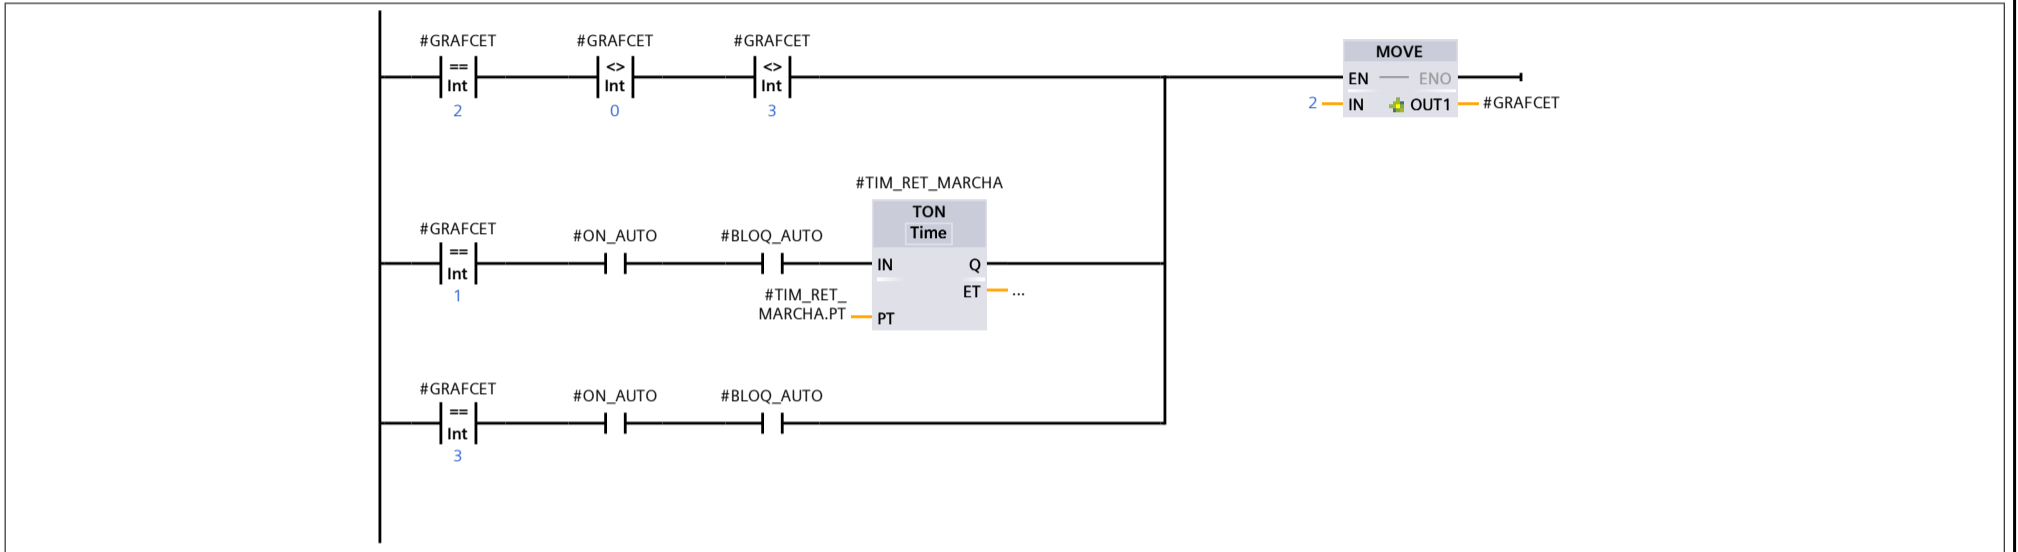 #GRAFCET #GRAFCET #GRAFCET
== <> <>
Int Int Int
2 0 3
MOVE
EN ENO
2 IN OUT1 #GRAFCET
#TIM_RET_MARCHA
TON
Time
#GRAFCET #ON_AUTO #BLOQ_AUTO
==
Int
1
IN Q
ET ...
#TIM_RET_
MARCHA.PT PT
#GRAFCET #ON_AUTO #BLOQ_AUTO
==
Int
3